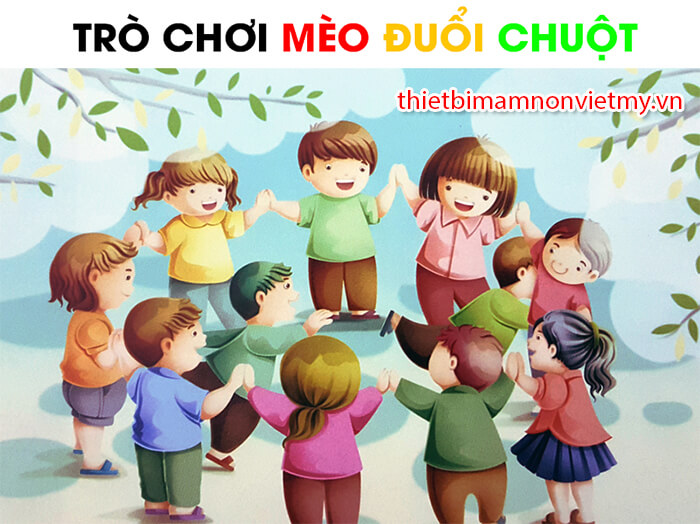 TRÒ CHƠI MÈO ĐUỔI CHUỘT
thietbimamnonvietmy.vn